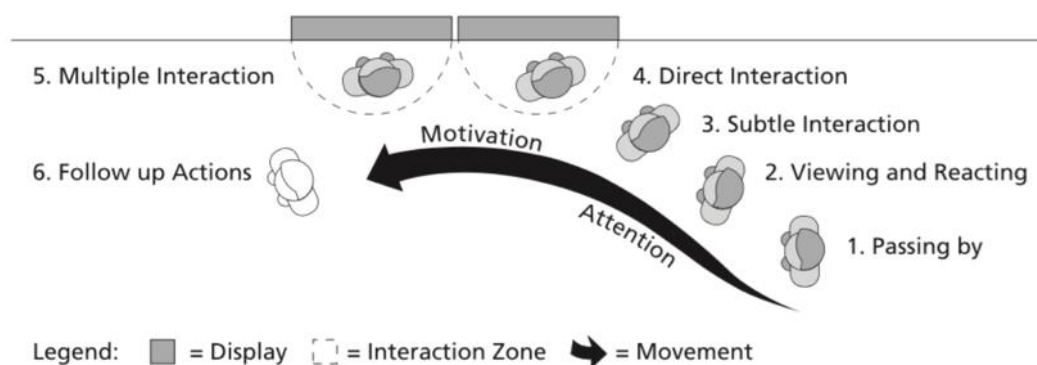 5. Multiple Interaction
4. Direct Interaction
3. Subtle Interaction
Motivation
6. Follow up Actions
2. Viewing and Reacting
Attention
1. Passing by
Legend: = Display = Interaction Zone = Movement